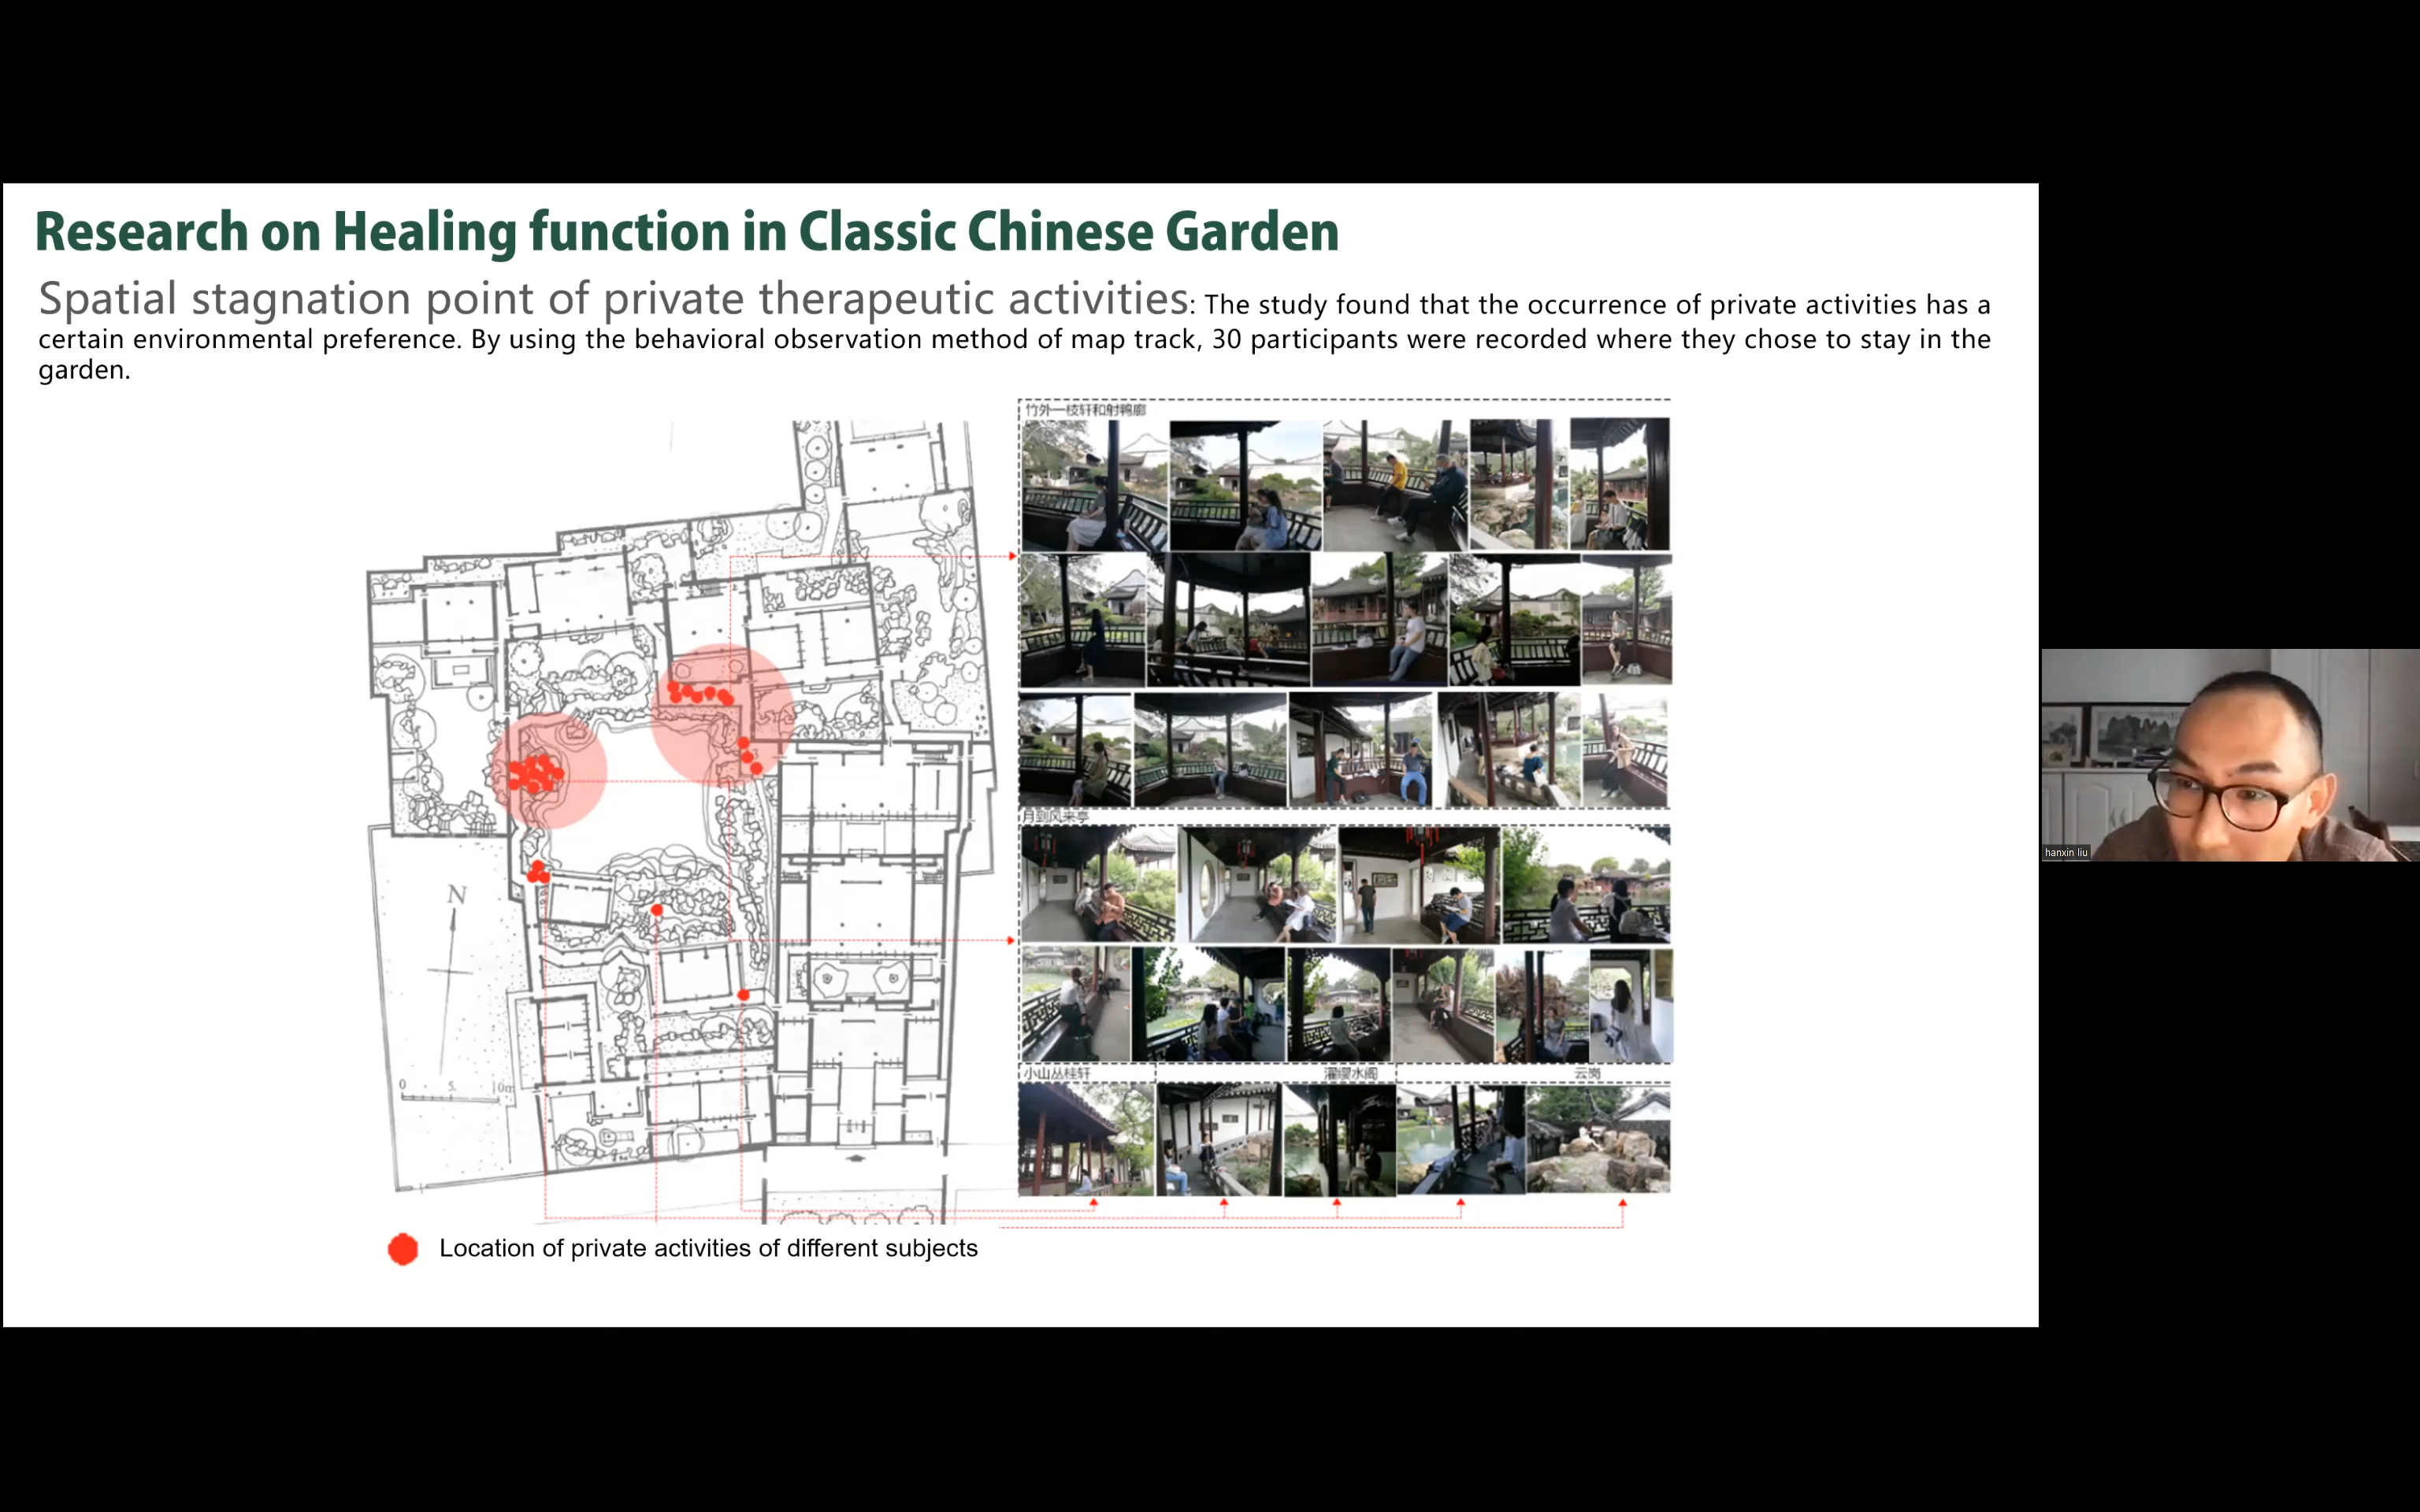 Research on Healing function in Classic Chinese Garden
Spatial stagnation point of private therapeutic activities: The study found that the occurrence of private activities has a
certain environmental preference. By using the behavioral observation method of map track, 30 participants were recorded where they chose to stay in the
garden.
竹外一枝轩和射鸭廊
月到风来亭
小山丛桂轩 濯缨水阁 云岗
N
0 5. 10m
Location of private activities of different subjects
hanxin liu